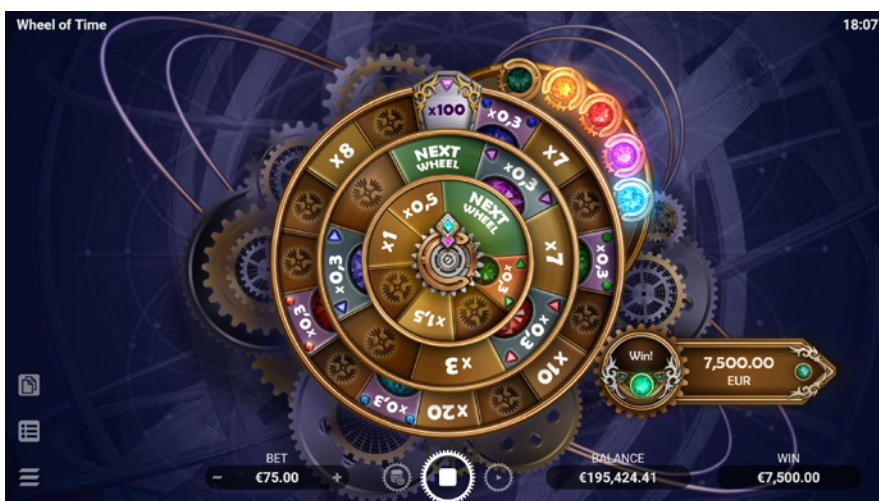 Wheel of Time
18:07
x100
x0,3
x7
x0,3
x10
x20
x0,3
x0,3
x8
NEXT
WHEEL
x0,3
x7
x0,3
x3
x0,3
x0,5
NEXT
WHEEL
x0,3
x1,5
x1
Win!
7,500.00
EUR
BET
BALANCE
WIN
- €75.00 +
€195,424.41
€7,500.00